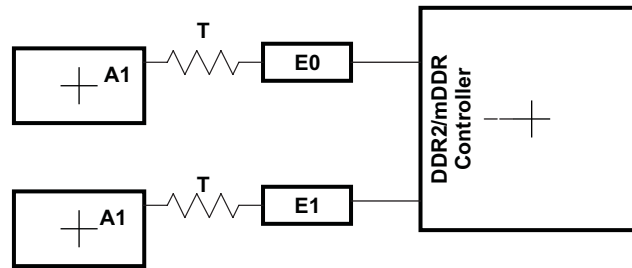 T
A1
E0
DDR2/mDDR
Controller
T
A1
E1